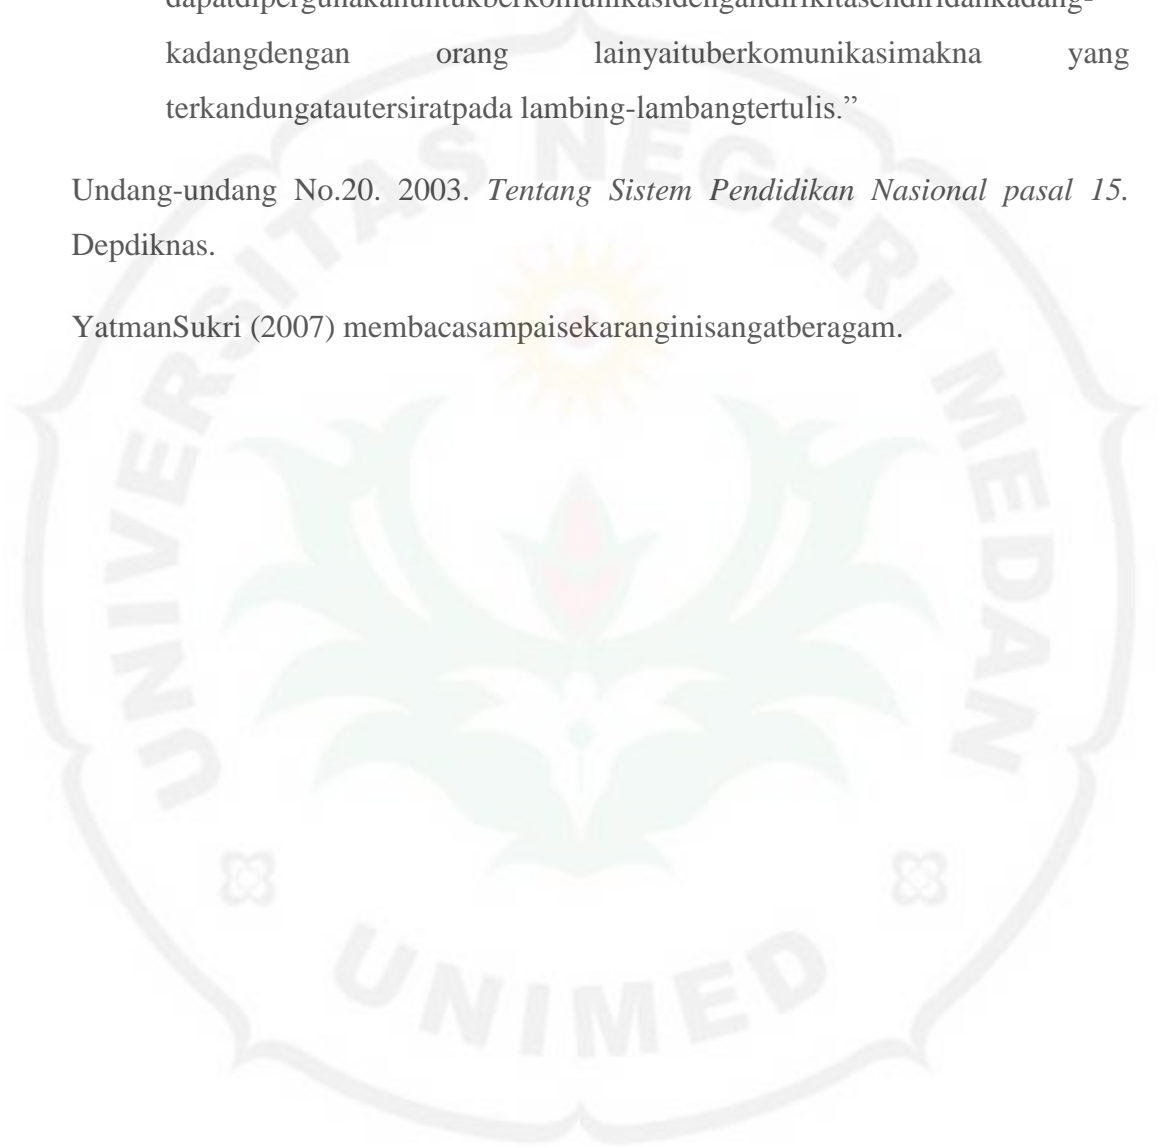 dapatdipergunakanuntukberkomunikasidengandirikitasendiridankadang-
kadangdengan orang lainyaituberkomunikasimakna yang
terkandungatautersiratpada lambing-lambangtertulis.”
Undang-undang No.20. 2003. Tentang Sistem Pendidikan Nasional pasal 15.
Depdiknas.
YatmanSukri (2007) membacasampaisekaranginisangatberagam.
UNIVERSITAS NEGERI MEDAN
UNIMED